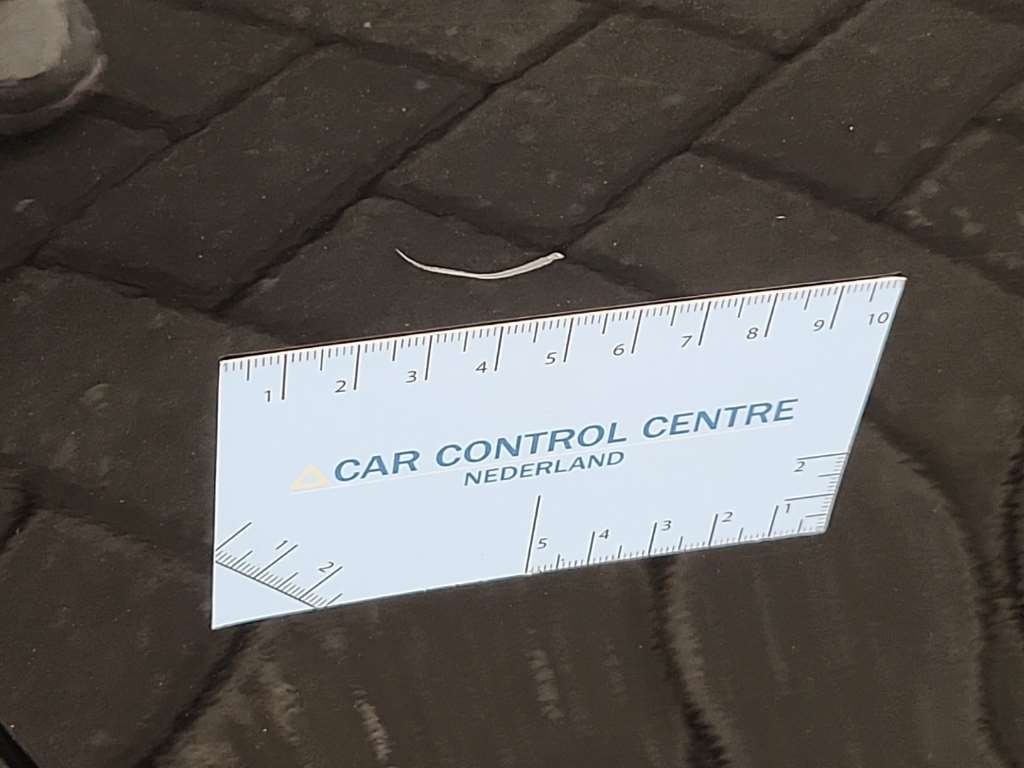 1 2 3 4 5 6 7 8 9 10
CAR CONTROL CENTRE
NEDERLAND
2
1
5 4 3 2 1
1 2